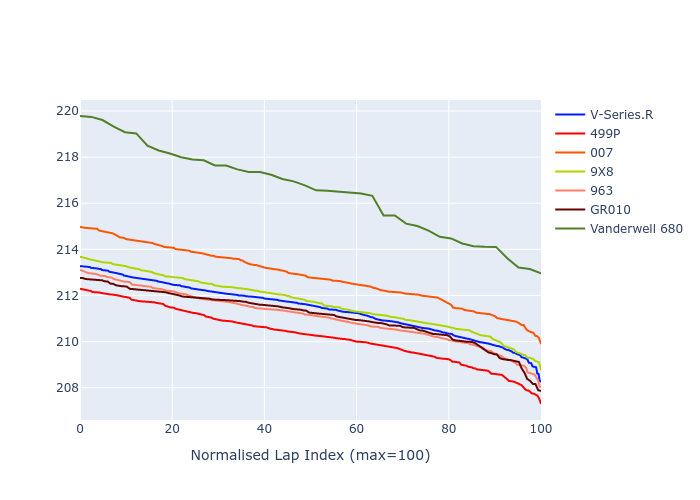 220
218
216
214
212
210
208
0 20 40 60 80 100
Normalised Lap Index (max=100)
V-Series.R
499P
007
9X8
963
GR010
Vanderwell 680